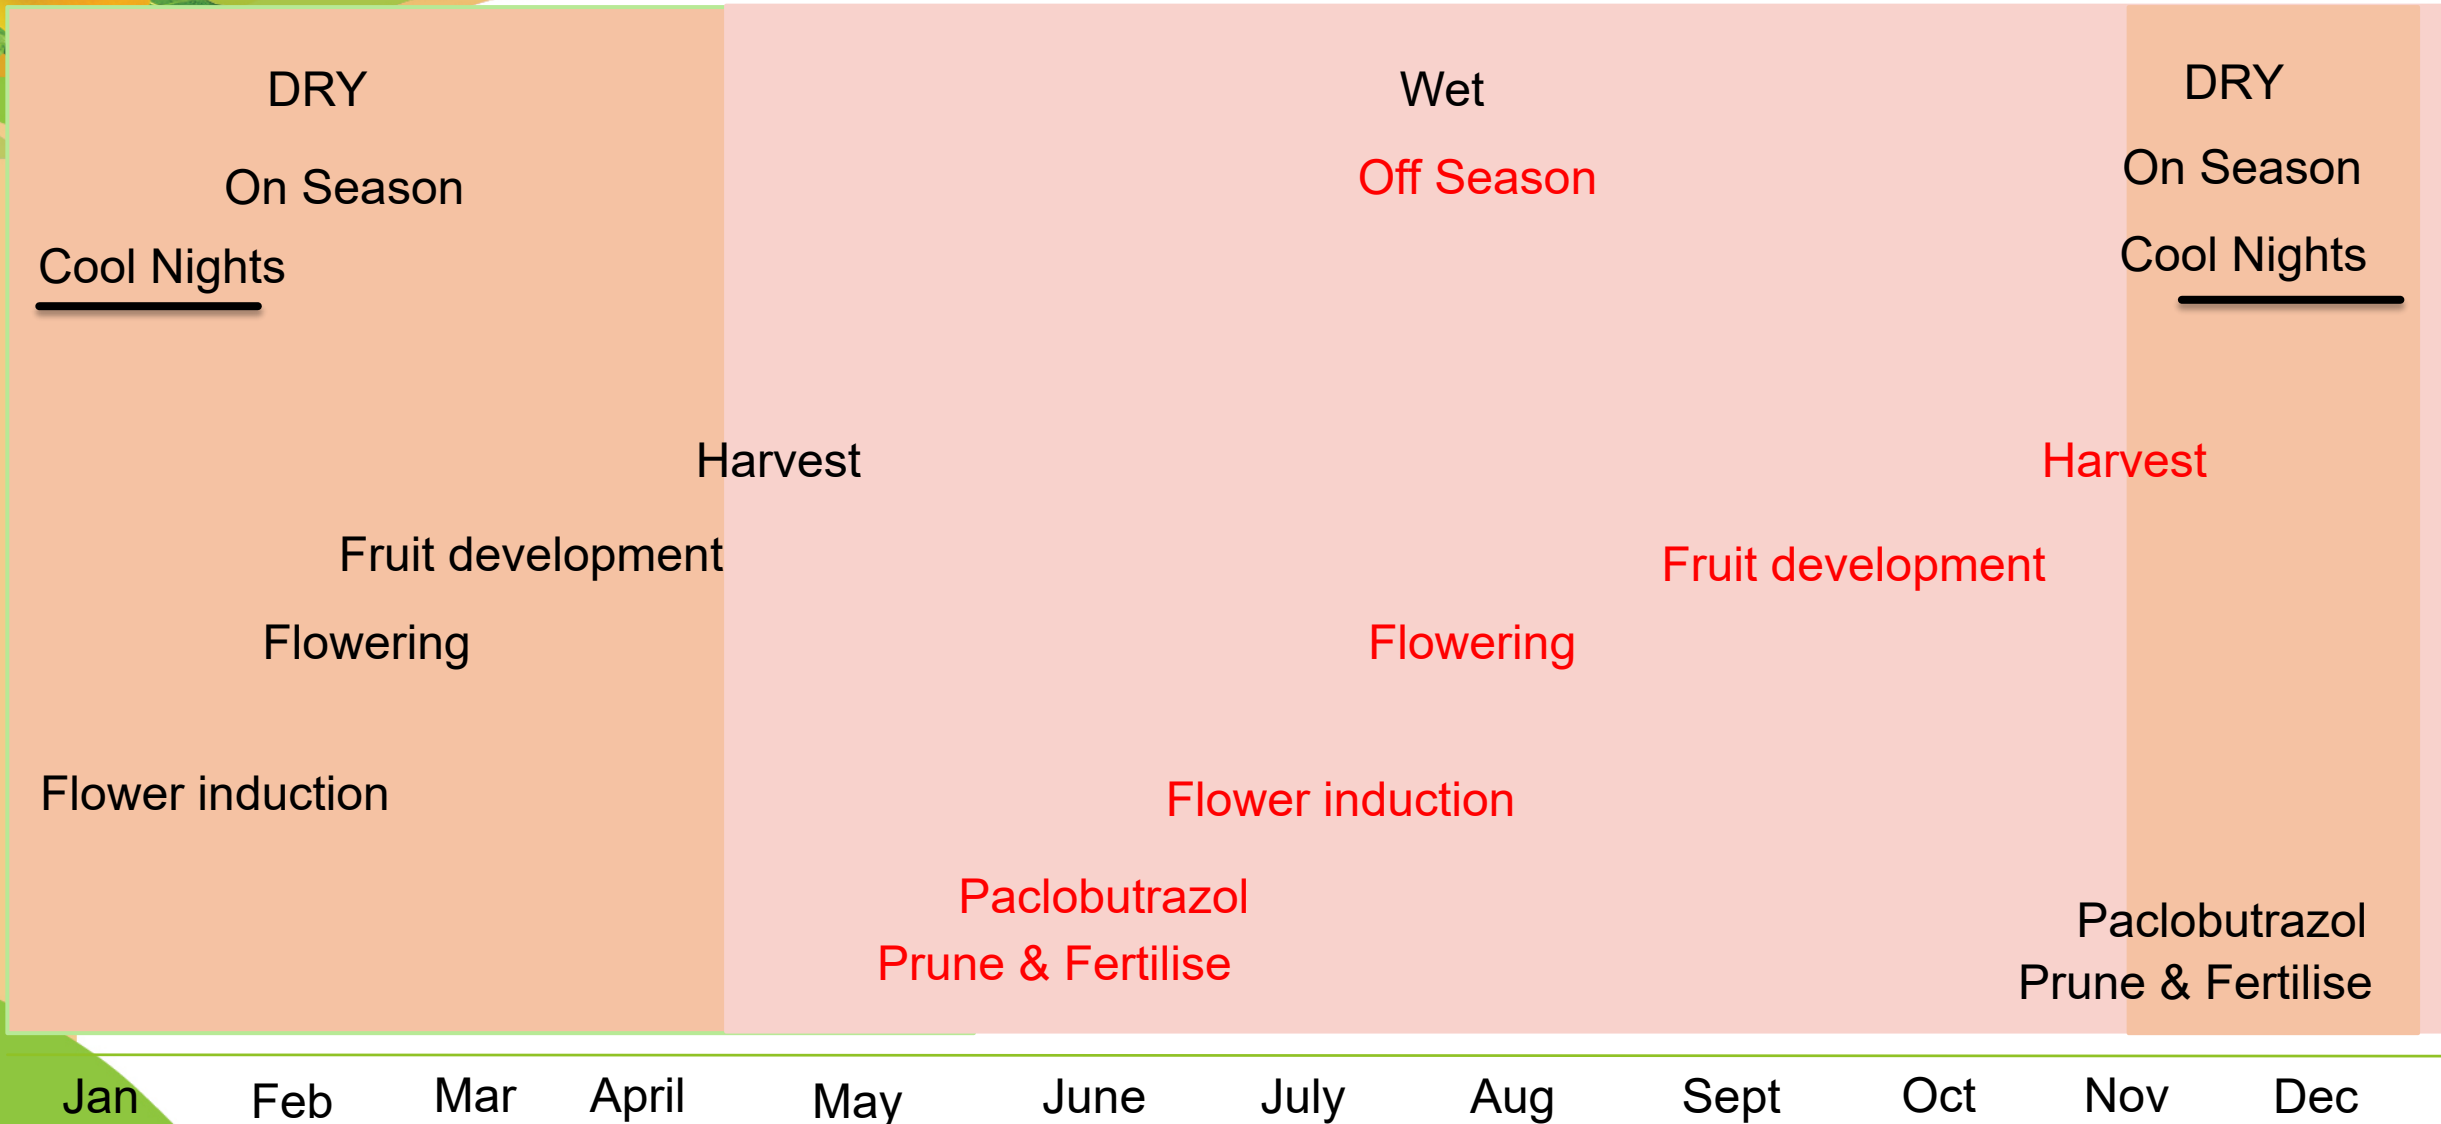 DRY
Wet
DRY
On Season
Off Season
On Season
Cool Nights
Cool Nights
Harvest
Harvest
Fruit development
Fruit development
Flowering
Flowering
Flower induction
Flower induction
Paclobutrazol
Paclobutrazol
Prune & Fertilise
Prune & Fertilise
Jan Feb Mar April May June July Aug Sept Oct Nov Dec